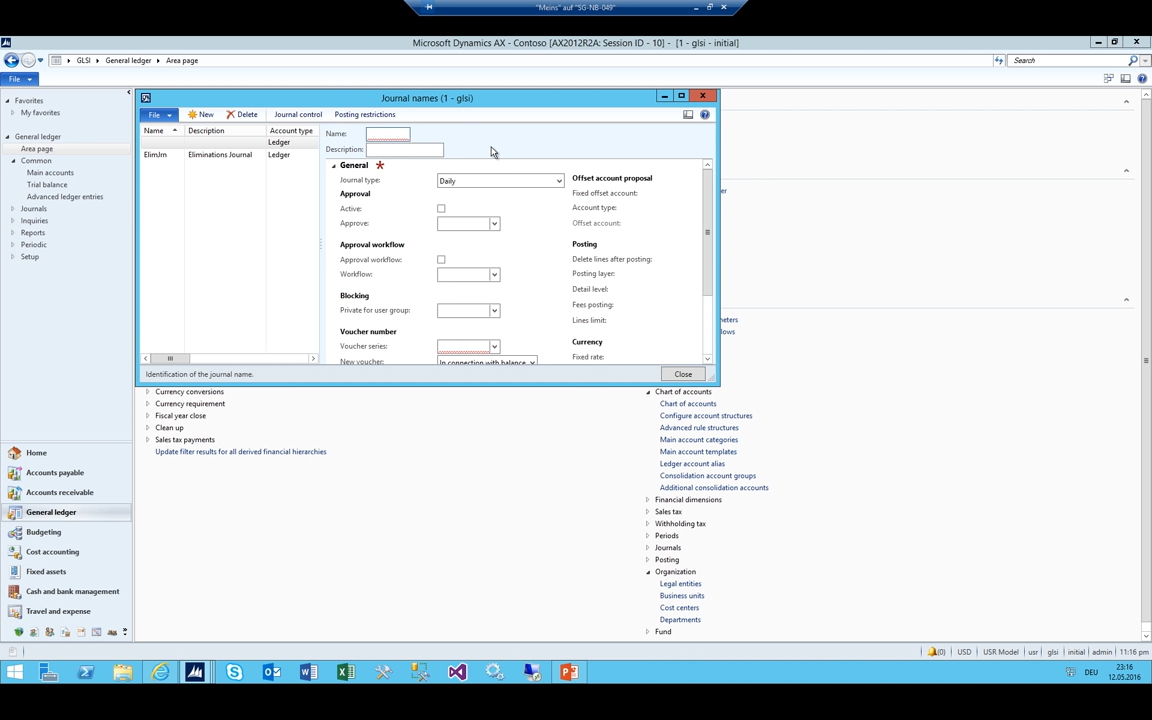 "Meins" auf "SG-NB-049"
Microsoft Dynamics AX - Contoso [AX2012R2A: Session ID - 10] - [1 - glsi - initial]
GLSI General ledger Area page
Search
File
Favorites
My favorites
General ledger
Area page
Common
Main accounts
Trial balance
Advanced ledger entries
Journals
Inquiries
Reports
Periodic
Setup
Journal names (1 - glsi)
File New Delete Journal control Posting restrictions
Name Description Account type
Ledger
ElimJrn Eliminations Journal Ledger
Name:
Description:
General
Journal type: Daily
Approval
Active:
Approve:
Approval workflow
Approval workflow:
Workflow:
Blocking
Private for user group:
Voucher number
Voucher series:
New voucher: In connection with balance
Offset account proposal
Fixed offset account:
Account type:
Offset account:
Posting
Delete lines after posting:
Posting layer:
Detail level:
Fees posting:
Lines limit:
Currency
Fixed rate:
Identification of the journal name.
Close
Currency conversions
Currency requirement
Fiscal year close
Clean up
Sales tax payments
Update filter results for all derived financial hierarchies
Chart of accounts
Chart of accounts
Configure account structures
Advanced rule structures
Main account categories
Main account templates
Ledger account alias
Consolidation account groups
Additional consolidation accounts
Financial dimensions
Sales tax
Withholding tax
Periods
Journals
Posting
Organization
Legal entities
Business units
Cost centers
Departments
Fund
Home
Accounts payable
Accounts receivable
General ledger
Budgeting
Cost accounting
Fixed assets
Cash and bank management
Travel and expense
(0) USD USR Model usr glsi initial admin 11:16 pm
DEU
23:16
12.05.2016